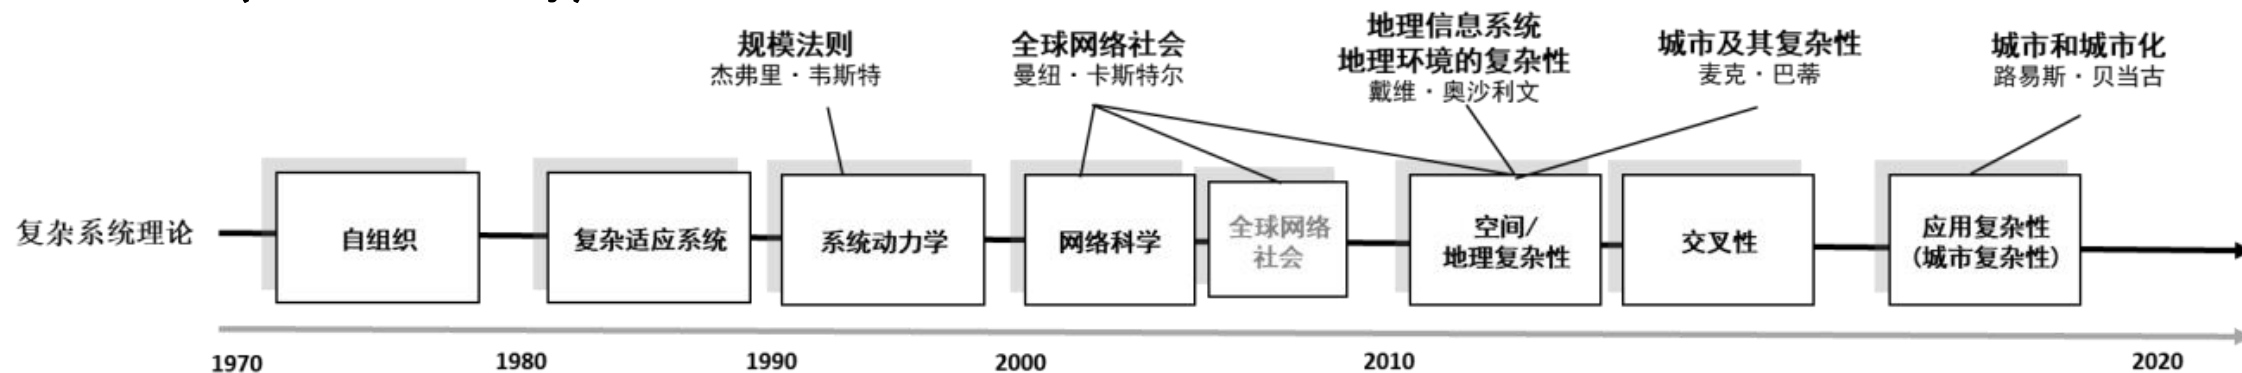 规模法则
杰弗里·韦斯特
全球网络社会
曼纽·卡斯特尔
地理信息系统
地理环境的复杂性
戴维·奥沙利文
城市及其复杂性
麦克·巴蒂
城市和城市化
路易斯·贝当古
复杂系统理论
自组织
复杂适应系统
系统动力学
网络科学
全球网络
社会
空间/
地理复杂性
交叉性
应用复杂性
(城市复杂性)
1970
1980
1990
2000
2010
2020